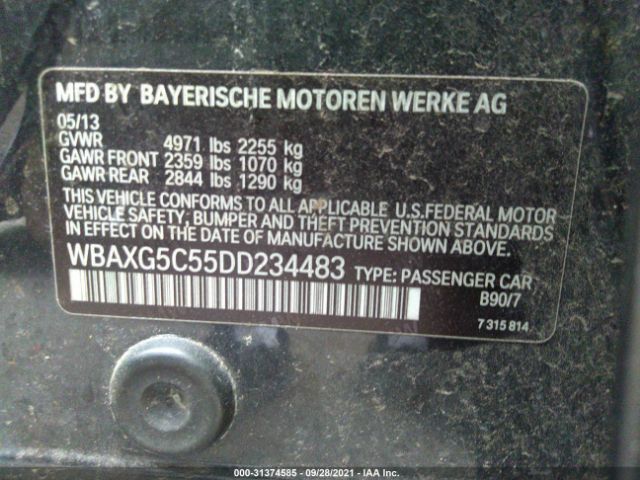 MFD BY BAYERISCHE MOTOREN WERKE AG
05/13
GVWR 4971 lbs 2255 kg
GAWR FRONT 2359 lbs 1070 kg
GAWR REAR 2844 lbs 1290 kg
THIS VEHICLE CONFORMS TO ALL APPLICABLE U.S.FEDERAL MOTOR
VEHICLE SAFETY, BUMPER AND THEFT PREVENTION STANDARDS
IN EFFECT ON THE DATE OF MANUFACTURE SHOWN ABOVE.
WBAXG5C55DD234483 TYPE: PASSENGER CAR
B90/7
7 315 814
000-31374585 - 09/28/2021 - IAA Inc.